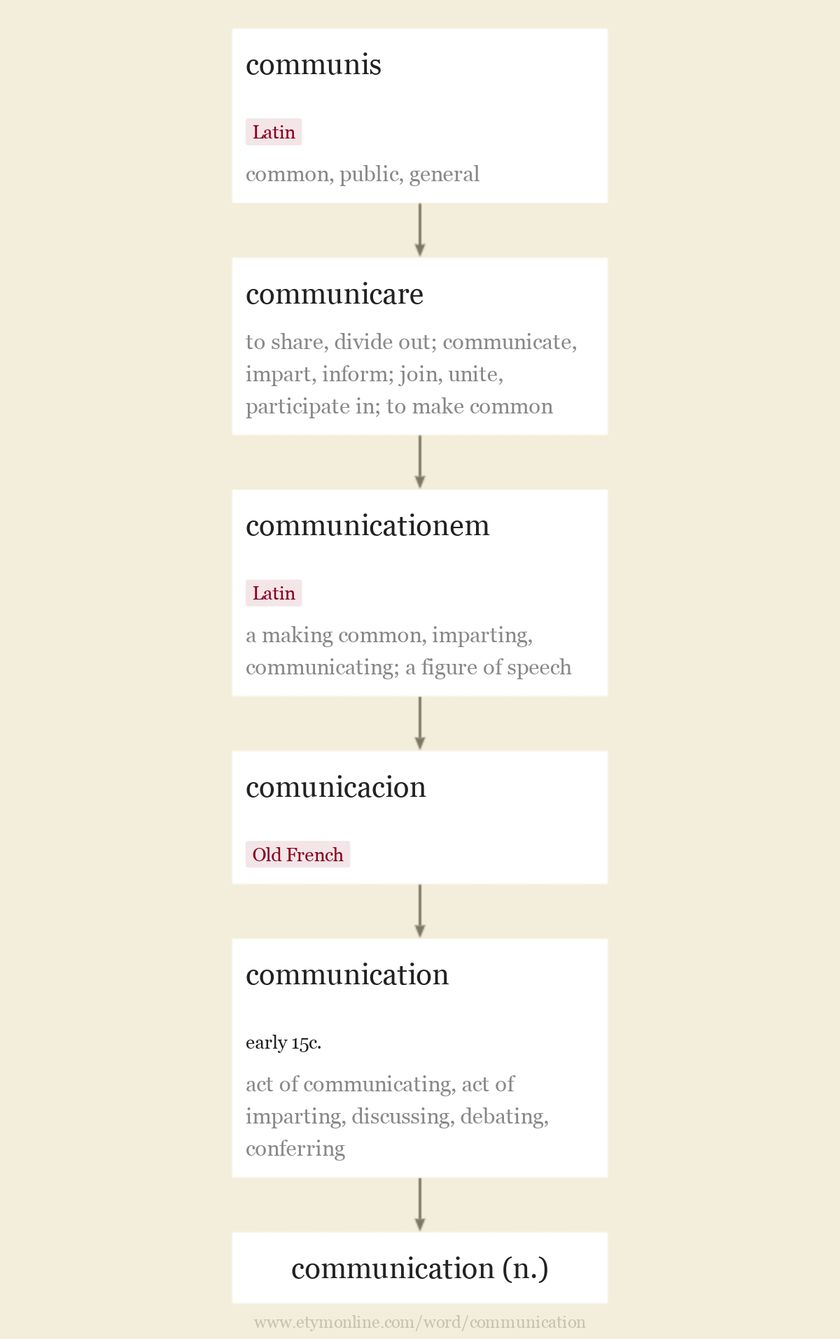 communis
Latin
common, public, general
communicare
to share, divide out; communicate,
impart, inform; join, unite,
participate in; to make common
communicationem
Latin
a making common, imparting,
communicating; a figure of speech
comunicacion
Old French
communication
early 15c.
act of communicating, act of
imparting, discussing, debating,
conferring
communication (n.)
www.etymonline.com/word/communication